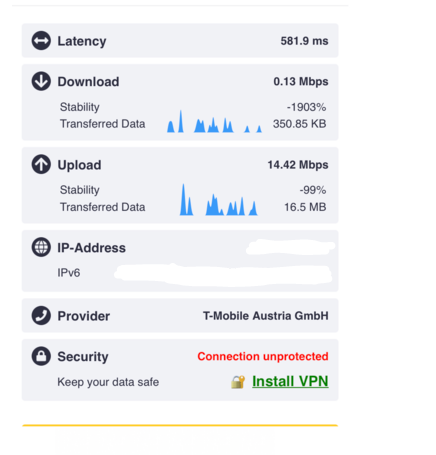 Latency 581.9 ms
Download 0.13 Mbps
Stability -1903%
Transferred Data 350.85 KB
Upload 14.42 Mbps
Stability -99%
Transferred Data 16.5 MB
IP-Address
IPv6
Provider T-Mobile Austria GmbH
Security Connection unprotected
Keep your data safe Install VPN